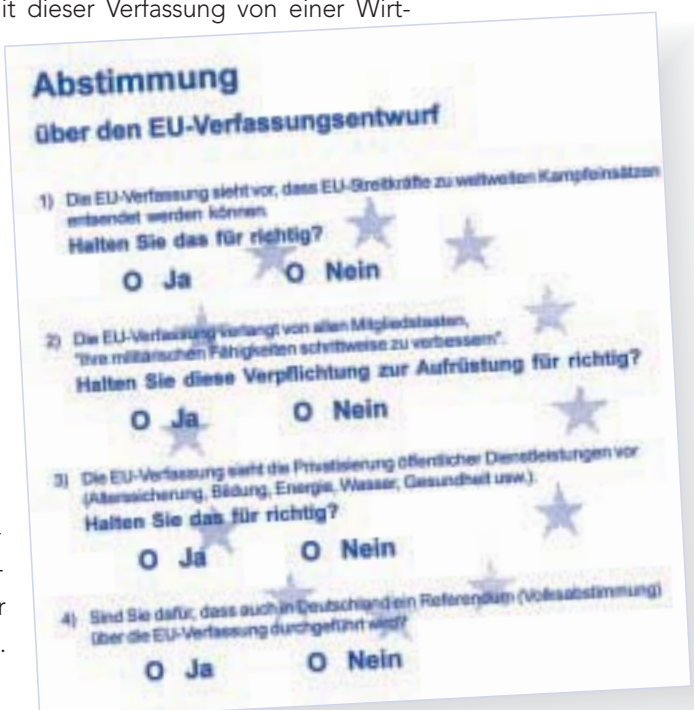 it dieser Verfassung von einer Wirt-
Abstimmung
über den EU-Verfassungsentwurf
1) Die EU-Verfassung sieht vor, dass EU-Streitkräfte zu weltweiten Kampfeinsätzen
entsendet werden können.
Halten Sie das für richtig?
O Ja O Nein
2) Die EU-Verfassung verlangt von allen Mitgliedstaaten,
"ihre militärischen Fähigkeiten schrittweise zu verbessern".
Halten Sie diese Verpflichtung zur Aufrüstung für richtig?
O Ja O Nein
3) Die EU-Verfassung sieht die Privatisierung öffentlicher Dienstleistungen vor
(Alterssicherung, Bildung, Energie, Wasser, Gesundheit usw.).
Halten Sie das für richtig?
O Ja O Nein
4) Sind Sie dafür, dass auch in Deutschland ein Referendum (Volksabstimmung)
über die EU-Verfassung durchgeführt wird?
O Ja O Nein